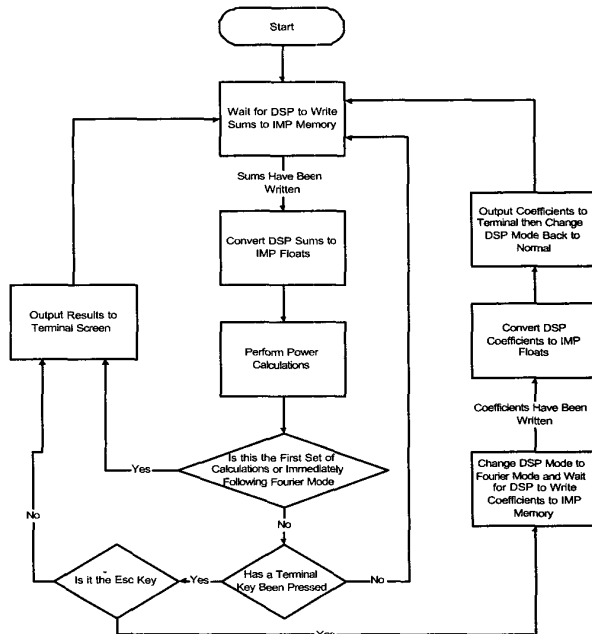 Start
Wait for DSP to Write
Sums to IMP Memory
Sums Have Been
Written
Convert DSP Sums to
IMP Floats
Perform Power
Calculations
Is this the First Set of
Calculations or Immediately
Following Fourier Mode
Yes
No
Has a Terminal
Key Been Pressed
Yes
No
Is it the Esc Key
No
Yes
Output Results to
Terminal Screen
Change DSP Mode to
Fourier Mode and Wait
for DSP to Write
Coefficients to IMP
Memory
Coefficients Have Been
Written
Convert DSP
Coefficients to IMP
Floats
Output Coefficients to
Terminal then Change
DSP Mode Back to
Normal